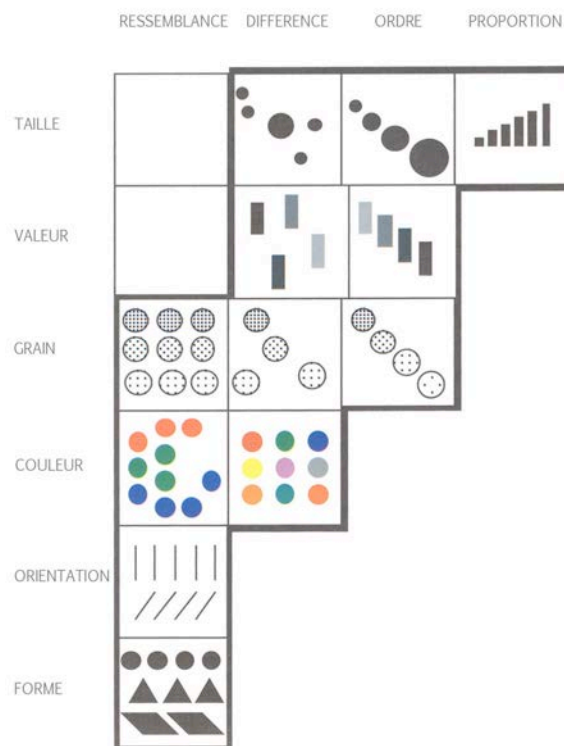 RESSEMBLANCE DIFFERENCE ORDRE PROPORTION
TAILLE
VALEUR
GRAIN
COULEUR
ORIENTATION
FORME